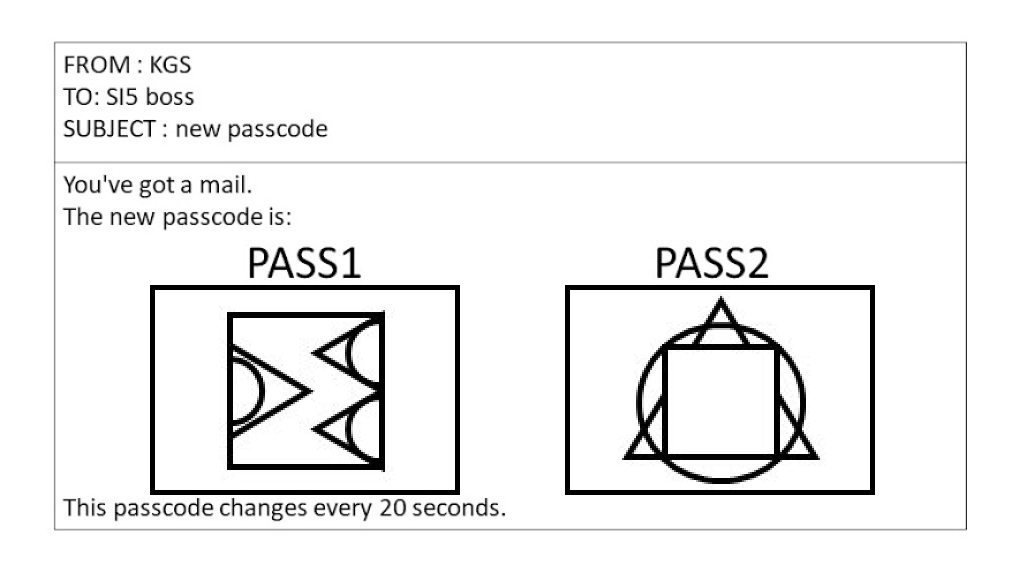 FROM : KGS
TO: SI5 boss
SUBJECT : new passcode
You've got a mail.
The new passcode is:
PASS1 PASS2
This passcode changes every 20 seconds.